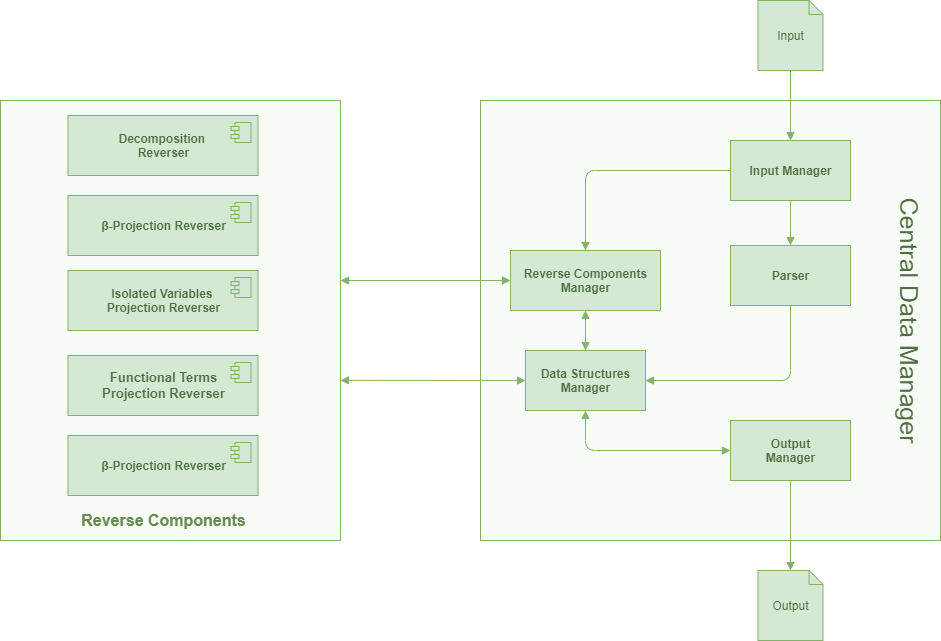 Input
Decomposition
Reverser
β-Projection Reverser
Isolated Variables
Projection Reverser
Functional Terms
Projection Reverser
β-Projection Reverser
Reverse Components
Input Manager
Reverse Components
Manager
Parser
Data Structures
Manager
Output
Manager
Central Data Manager
Output